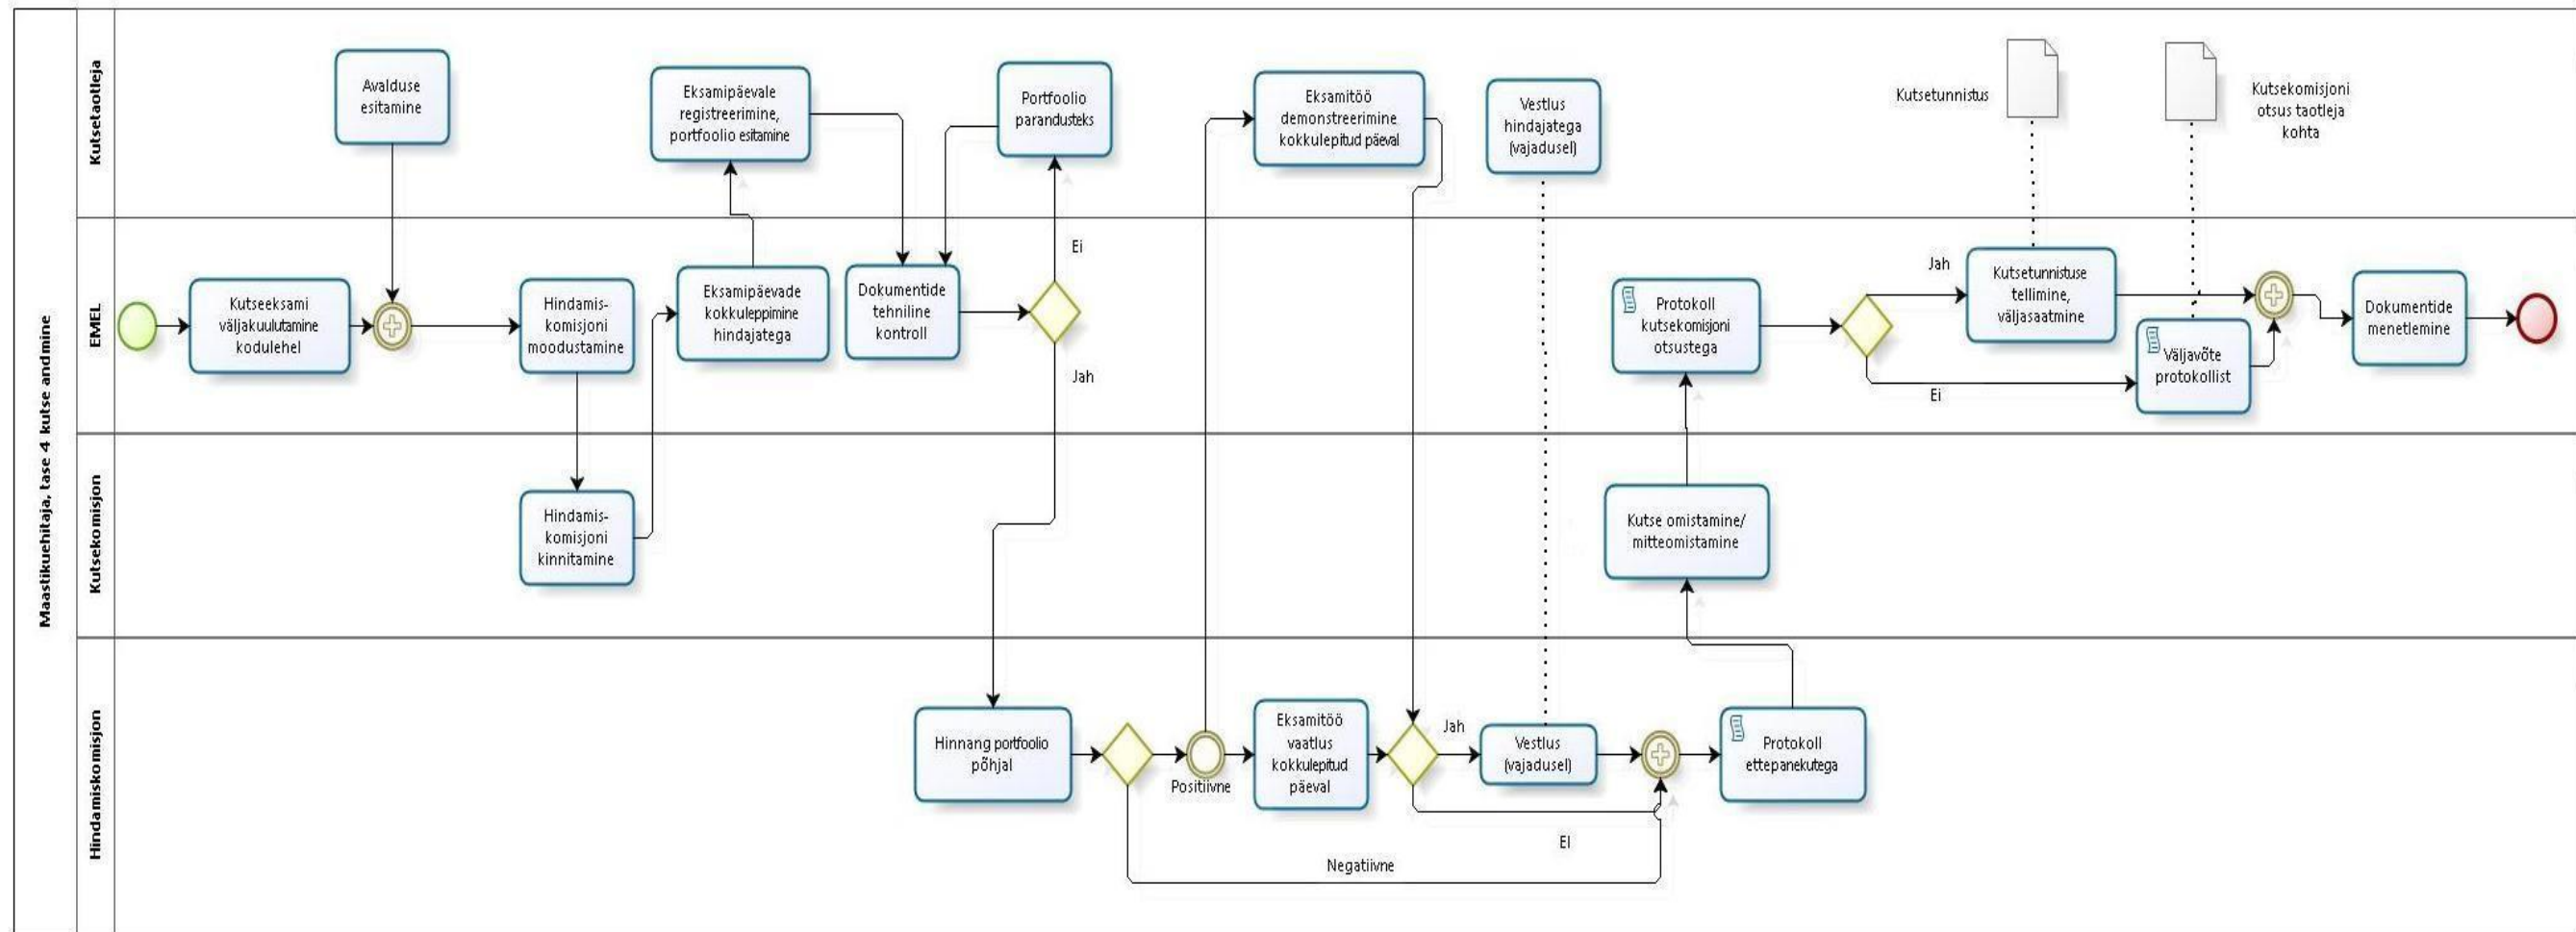 Maastikuehitaja, tase 4 kutse andmine
Kutsetaotleja
Avalduse
esitamine
Eksamipäevale
registreerimine,
portfoolio esitamine
Portfoolio
parandusteks
Eksamitöö
demonstreerimine
kokkulepitud päeval
Vestlus
hindajatega
(vajadusel)
Kutsetunnistus
Kutsekomisjoni
otsus taotleja
kohta
EMEL
Kutseeksami
väljakuulutamine
kodulehel
Hindamis-
komisjoni
moodustamine
Eksamipäevade
kokkuleppimine
hindajatega
Dokumentide
tehniline
kontroll
Ei
Jah
Protokoll
kutsekomisjoni
otsustega
Jah
Ei
Kutsetunnistuse
tellimine,
väljasaatmine
Väljavõte
protokollist
Dokumentide
menetlemine
Kutsekomisjon
Hindamis-
komisjoni
kinnitamine
Kutse omistamine/
mitteomistamine
Hindamiskomisjon
Hinnang portfoolio
põhjal
Positiivne
Eksamitöö
vaatlus
kokkulepitud
päeval
Jah
Vestlus
(vajadusel)
EI
Negatiivne
Protokoll
ettepanekutega